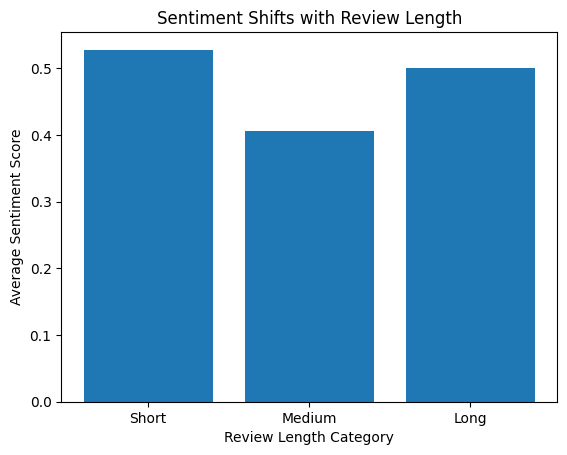 Sentiment Shifts with Review Length
Average Sentiment Score
0.5
0.4
0.3
0.2
0.1
0.0
Short Medium Long
Review Length Category